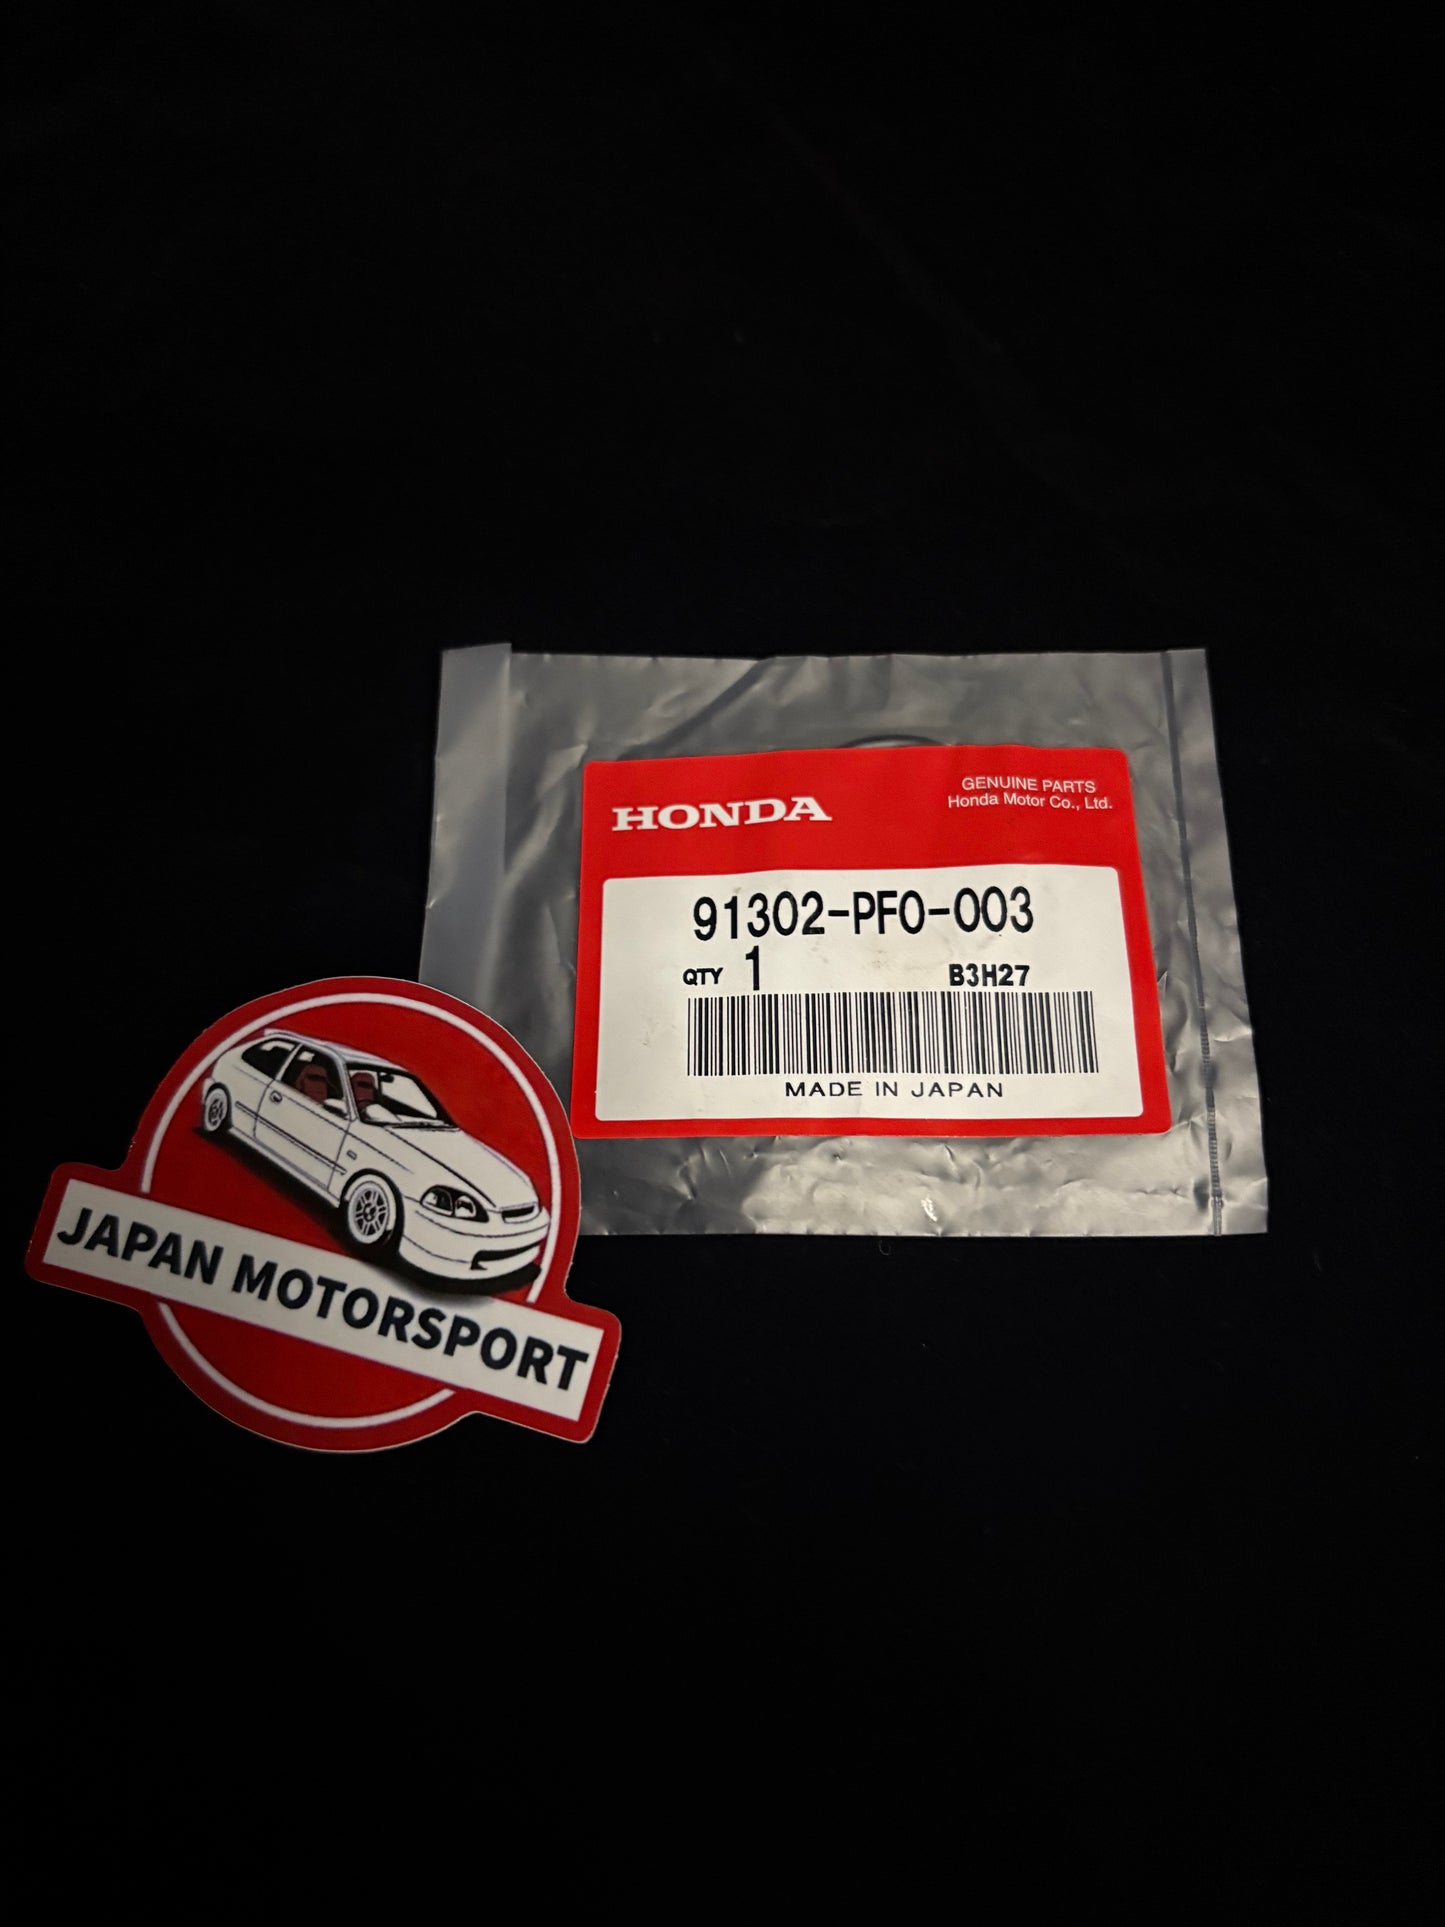 HONDA
GENUINE PARTS
Honda Motor Co., Ltd.
91302-PF0-003
QTY 1 B3H27
MADE IN JAPAN
JAPAN MOTORSPORT